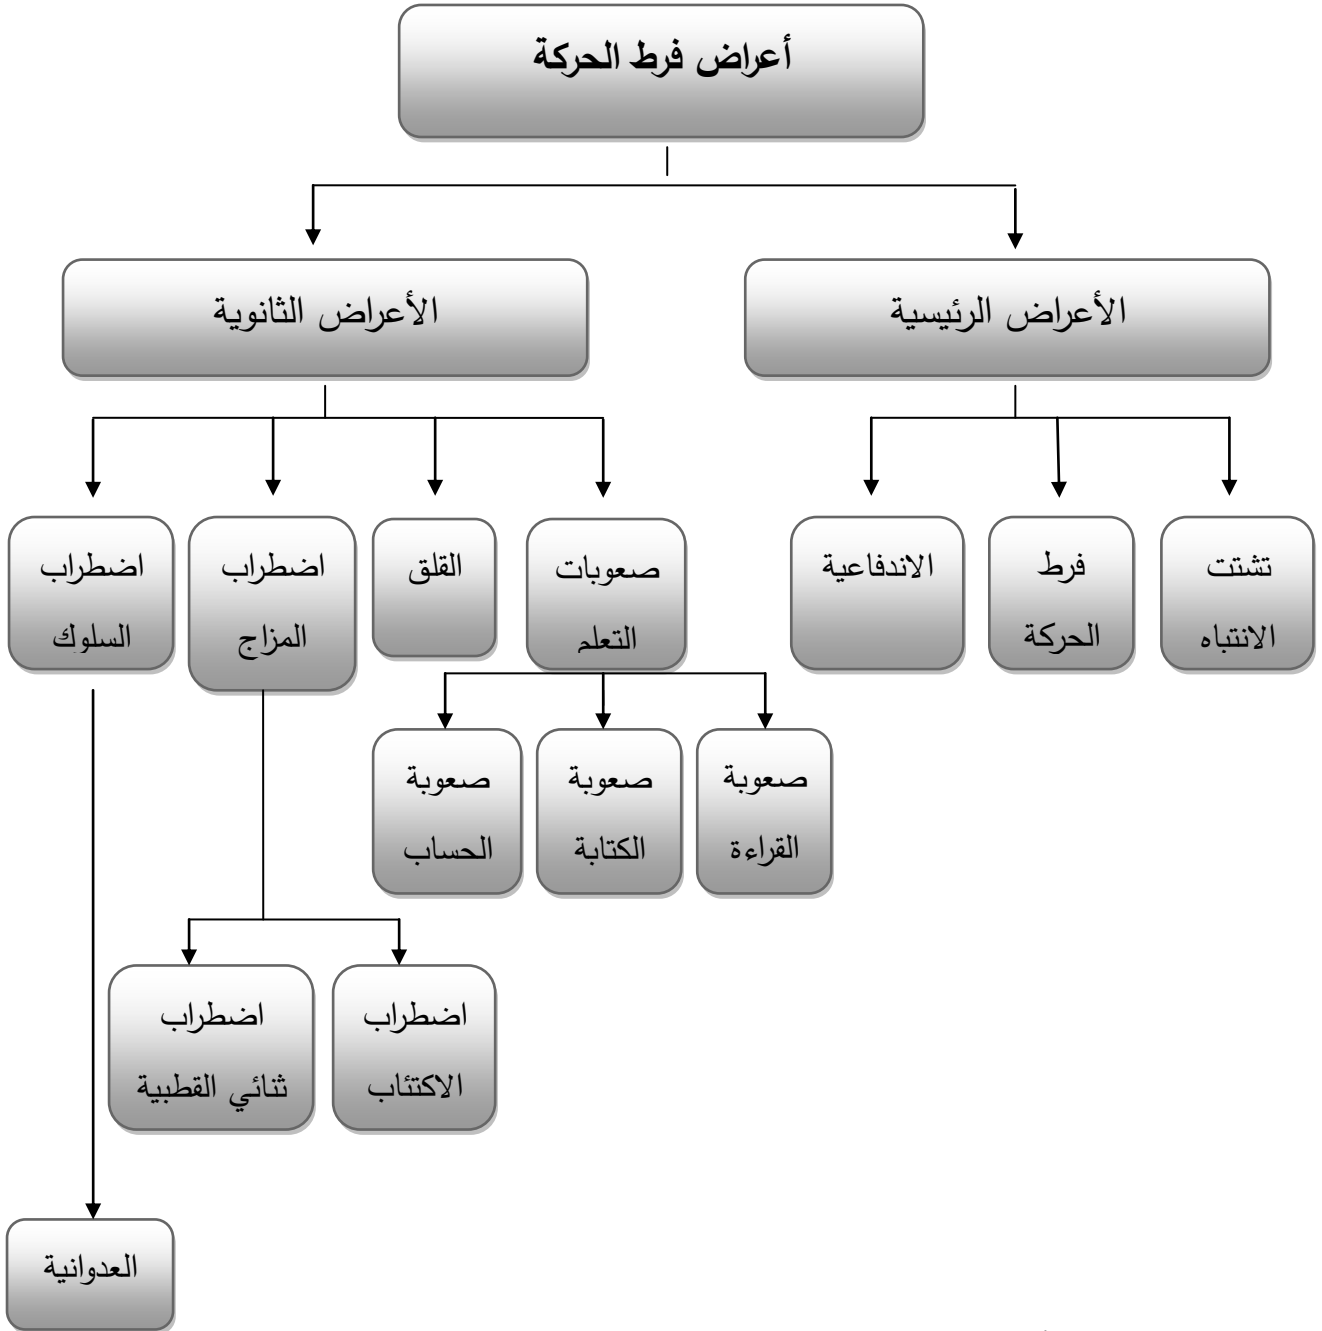 أعراض فرط الحركة
الأعراض الرئيسية
الأعراض الثانوية
تشتت
الانتباه
فرط
الحركة
الاندفاعية
صعوبات
التعلم
القلق
اضطراب
المزاج
اضطراب
السلوك
صعوبة
القراءة
صعوبة
الكتابة
صعوبة
الحساب
اضطراب
الاكتئاب
اضطراب
ثنائي القطبية
العدوانية